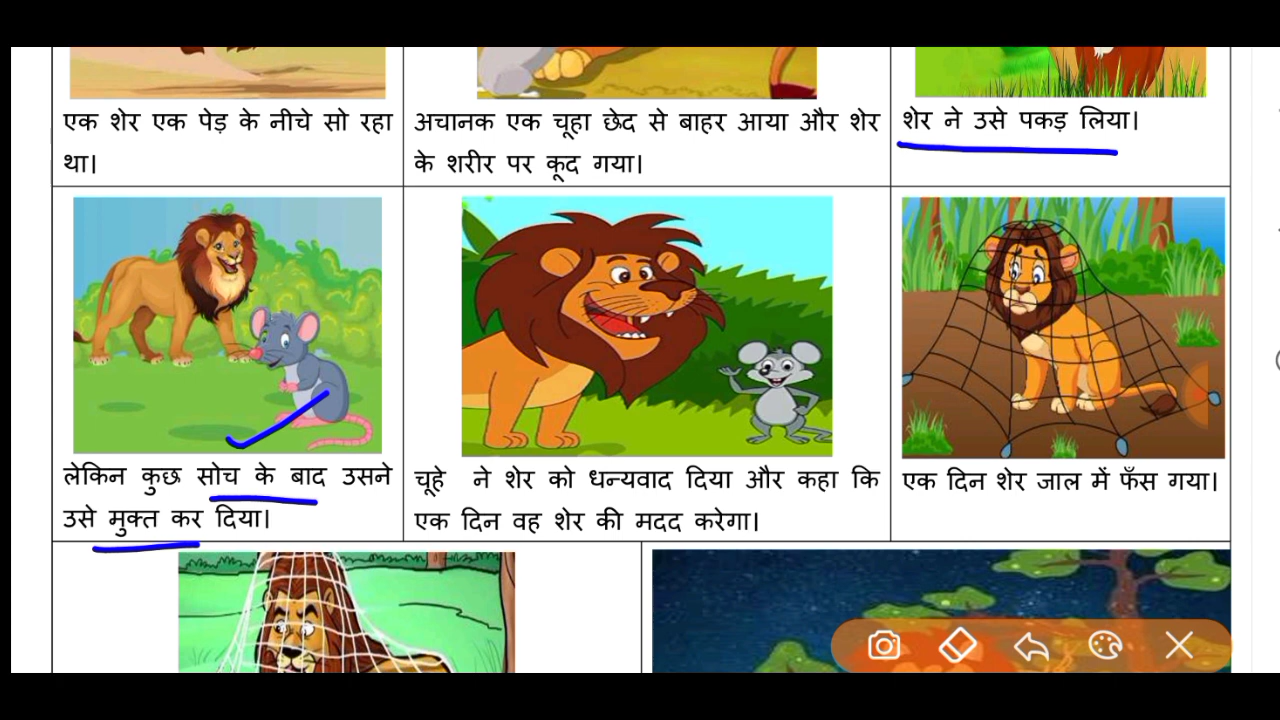 एक शेर एक पेड़ के नीचे सो रहा
था।
अचानक एक चूहा छेद से बाहर आया और शेर
के शरीर पर कूद गया।
शेर ने उसे पकड़ लिया।
लेकिन कुछ सोच के बाद उसने
उसे मुक्त कर दिया।
चूहे ने शेर को धन्यवाद दिया और कहा कि
एक दिन वह शेर की मदद करेगा।
एक दिन शेर जाल में फँस गया।